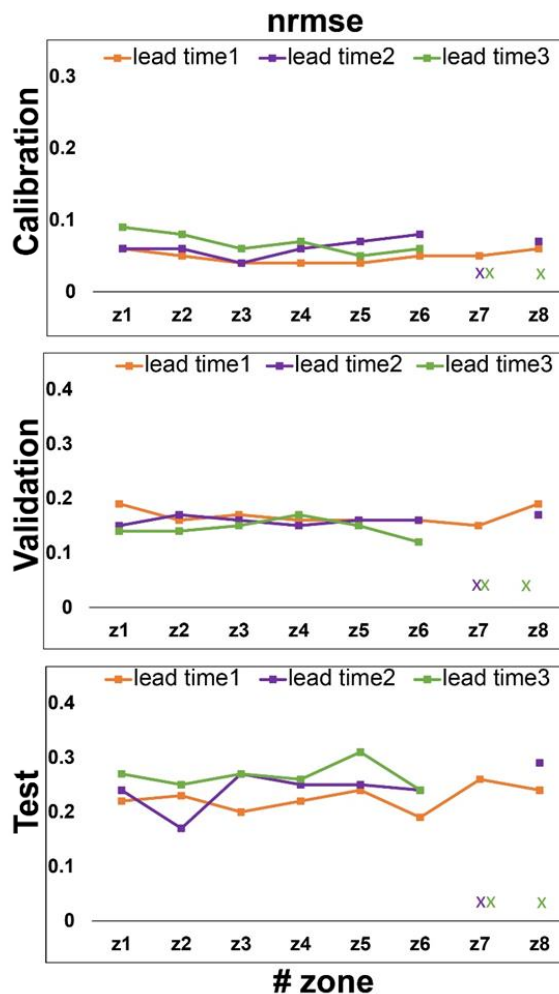 nrmse
Calibration
lead time1 lead time2 lead time3
0.3
0.2
0.1
0
x x x
z1 z2 z3 z4 z5 z6 z7 z8
Validation
lead time1 lead time2 lead time3
0.4
0.3
0.2
0.1
0
x x x
z1 z2 z3 z4 z5 z6 z7 z8
Test
lead time1 lead time2 lead time3
0.4
0.3
0.2
0.1
0
x x x
z1 z2 z3 z4 z5 z6 z7 z8
# zone